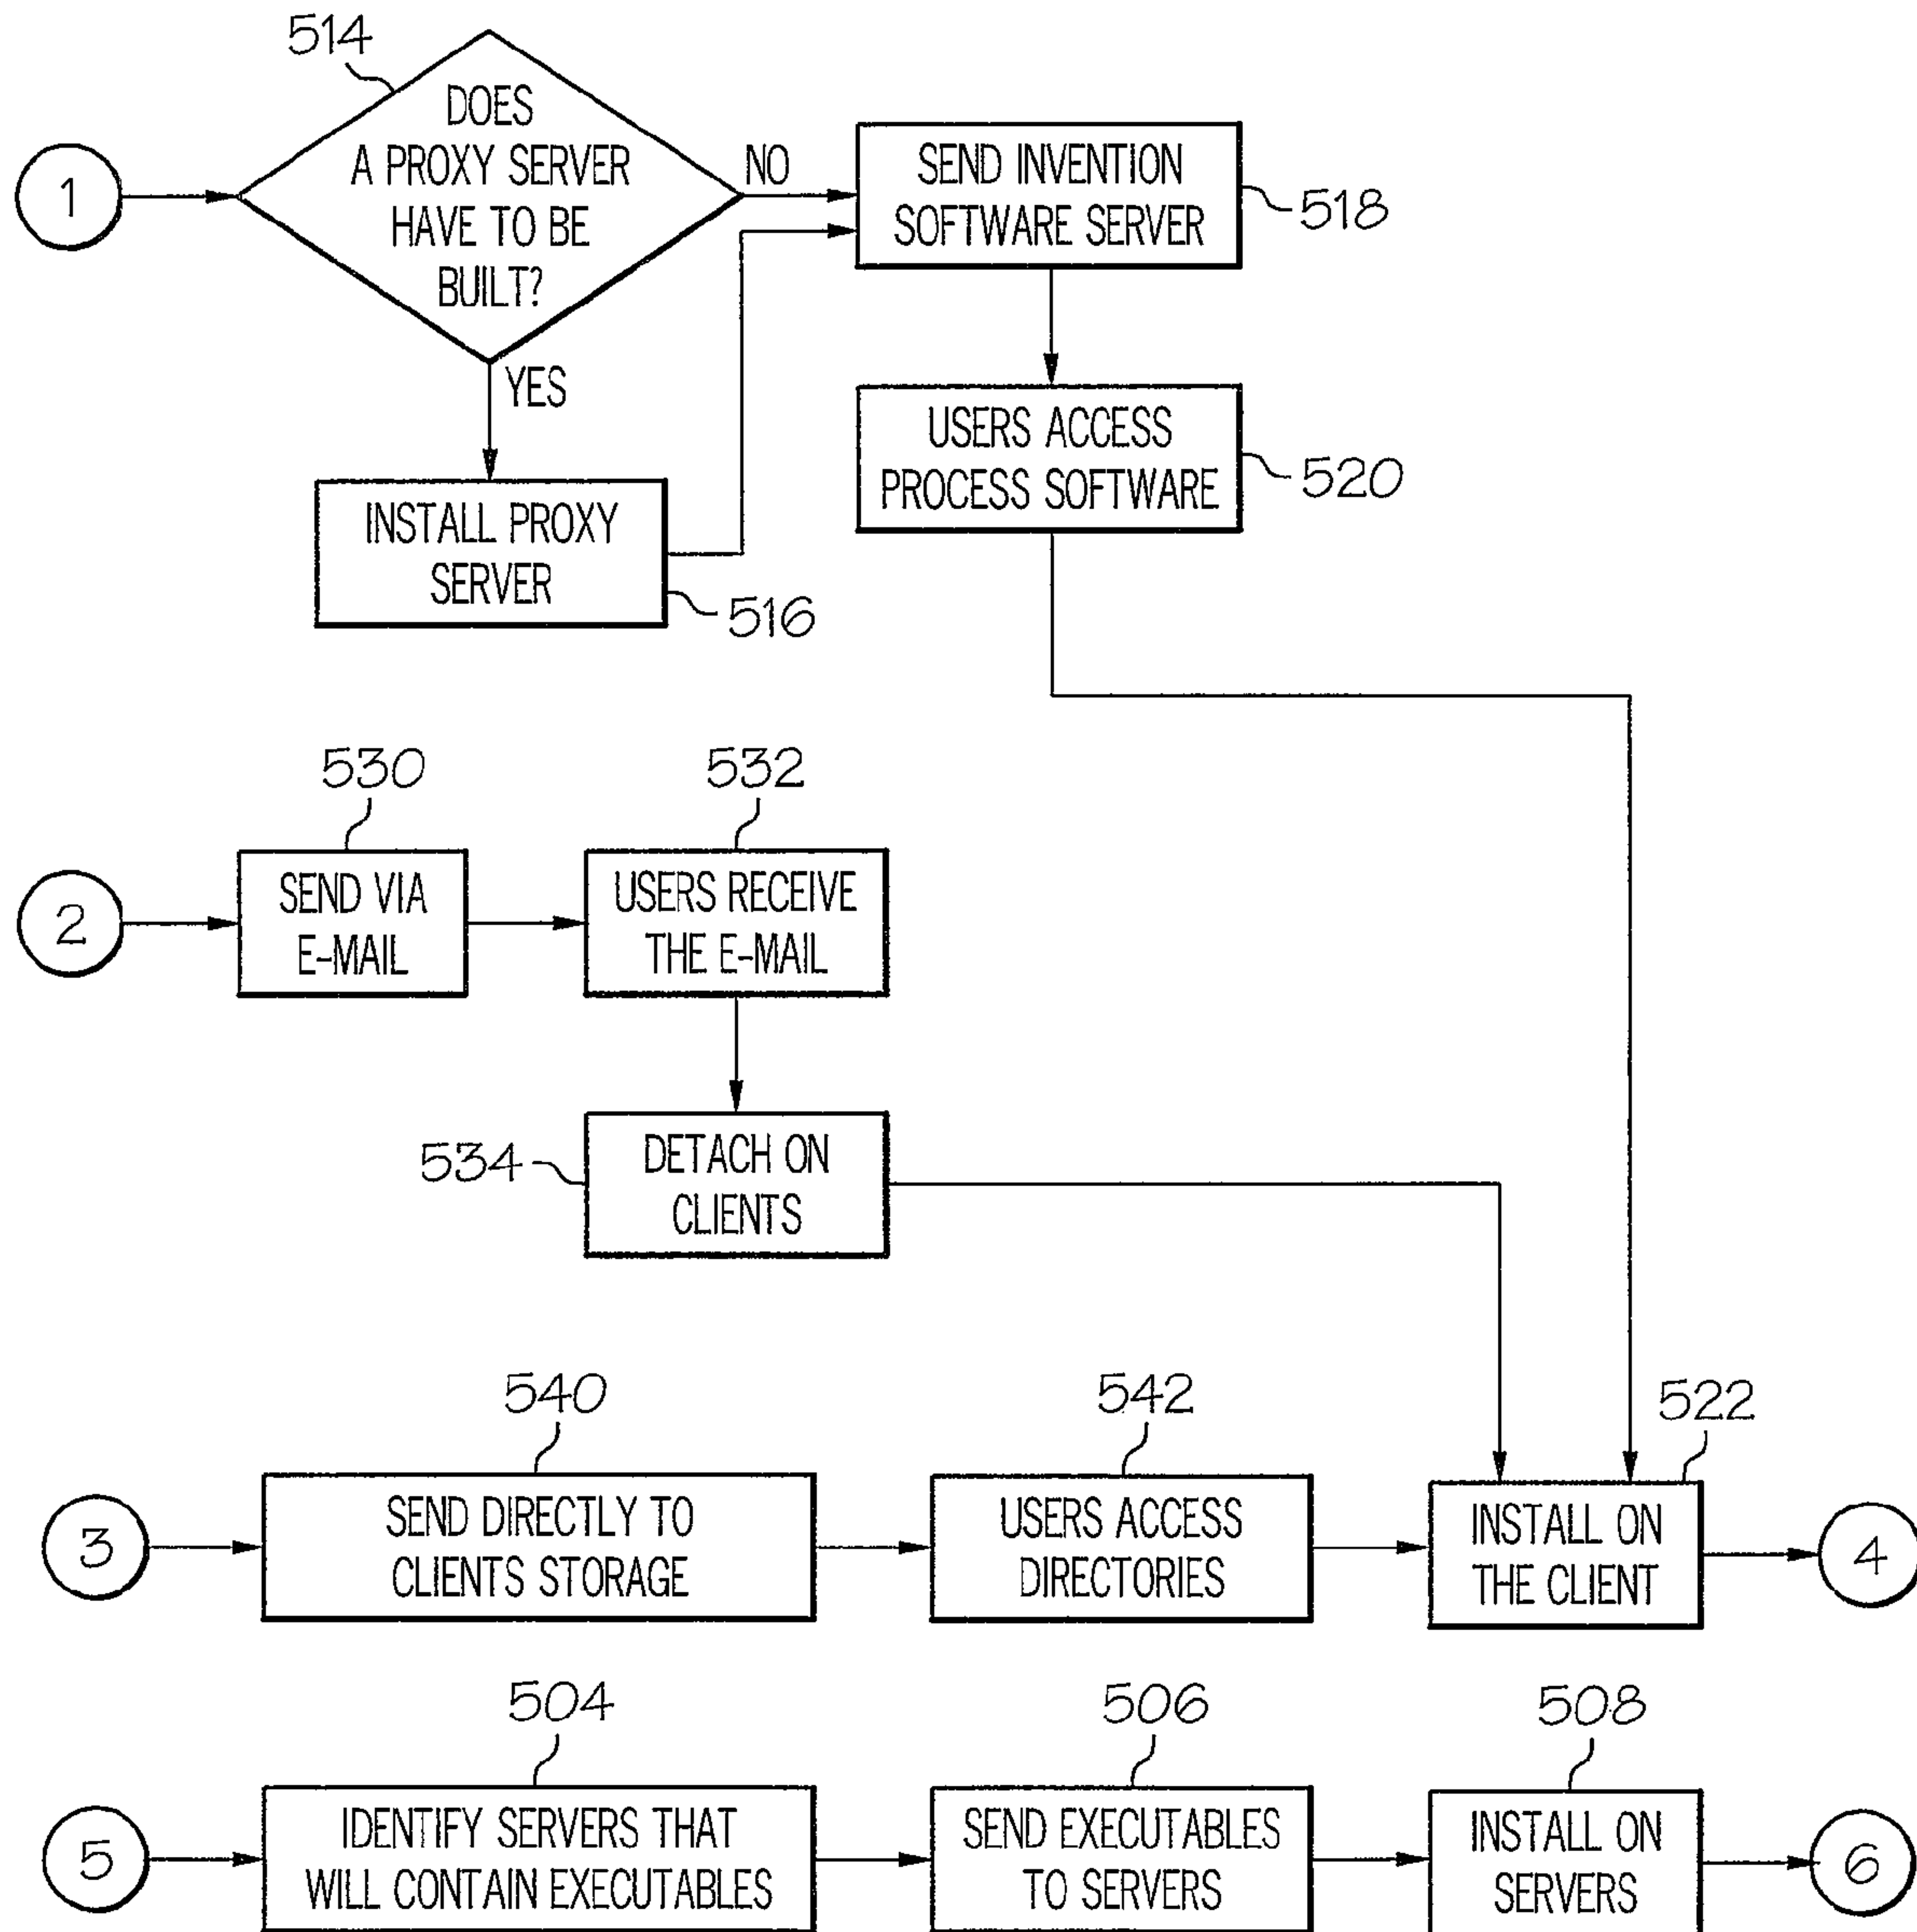 514
DOES
A PROXY SERVER
HAVE TO BE
BUILT?
1
NO
YES
SEND INVENTION
SOFTWARE SERVER
518
USERS ACCESS
PROCESS SOFTWARE
520
INSTALL PROXY
SERVER
516
530
532
2
SEND VIA
E-MAIL
USERS RECEIVE
THE E-MAIL
534
DETACH ON
CLIENTS
540
542
522
3
SEND DIRECTLY TO
CLIENTS STORAGE
USERS ACCESS
DIRECTORIES
INSTALL ON
THE CLIENT
4
504
506
508
5
IDENTIFY SERVERS THAT
WILL CONTAIN EXECUTABLES
SEND EXECUTABLES
TO SERVERS
INSTALL ON
SERVERS
6